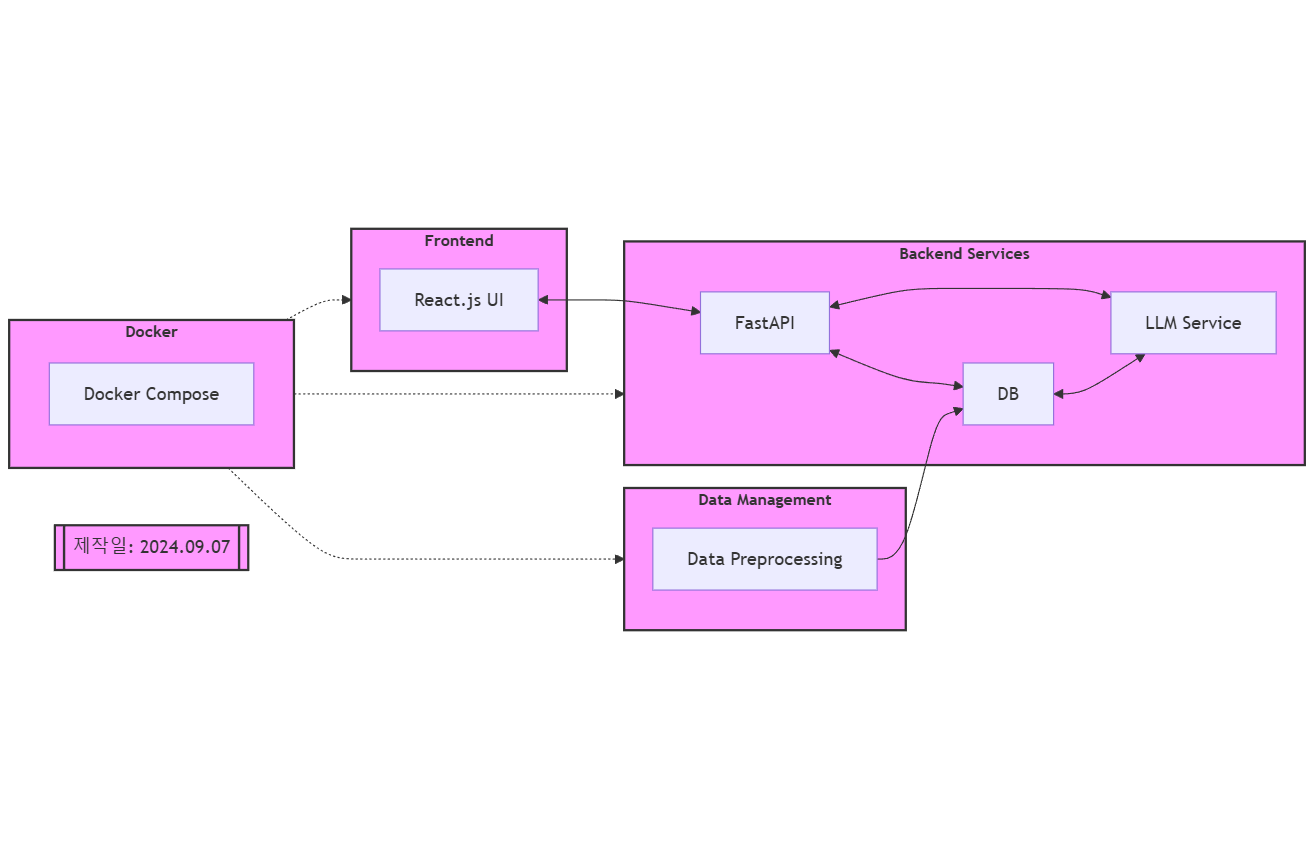 Frontend
React.js UI
Backend Services
FastAPI
LLM Service
DB
Docker
Docker Compose
Data Management
Data Preprocessing
제작일: 2024.09.07